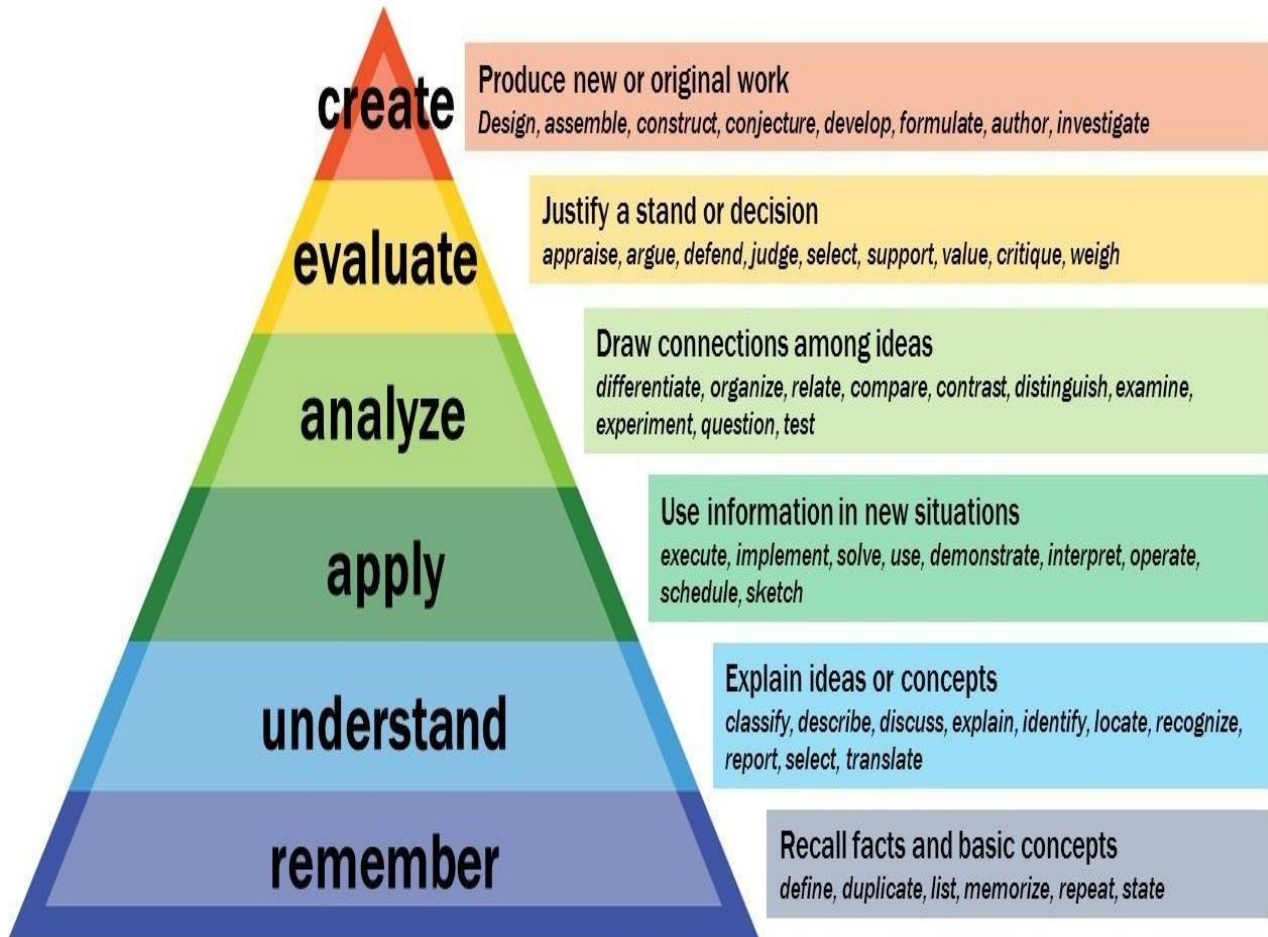 create
Produce new or original work
Design, assemble, construct, conjecture, develop, formulate, author, investigate
evaluate
Justify a stand or decision
appraise, argue, defend, judge, select, support, value, critique, weigh
analyze
Draw connections among ideas
differentiate, organize, relate, compare, contrast, distinguish, examine,
experiment, question, test
apply
Use information in new situations
execute, implement, solve, use, demonstrate, interpret, operate,
schedule, sketch
understand
Explain ideas or concepts
classify, describe, discuss, explain, identify, locate, recognize,
report, select, translate
remember
Recall facts and basic concepts
define, duplicate, list, memorize, repeat, state